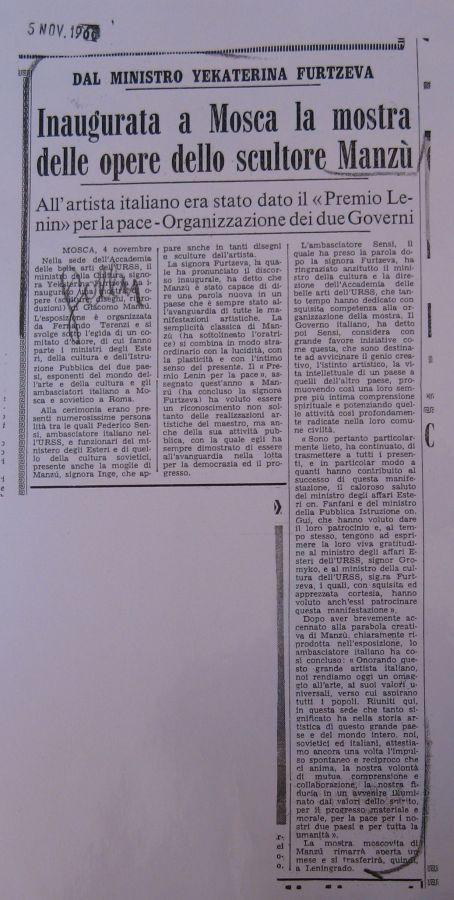 5 NOV. 1966
DAL MINISTRO YEKATERINA FURTZEVA
Inaugurata a Mosca la mostra
delle opere dello scultore Manzù
All'artista italiano era stato dato il «Premio Le-
nin» per la pace - Organizzazione dei due Governi
MOSCA, 4 novembre
Nella sede dell'Accademia
delle belle arti dell'URSS, il
ministro della cultura signo-
ra
inaugu
pere
duzioni) Giacomo Manzù.
L'esposizione è organizzata
da Ferruccio Terenzi e si
svolge sotto l'egida di un co-
mitato d'onore, di cui fanno
parte i ministri degli Este-
ri, della cultura e dell'Istru-
zione Pubblica dei due pae-
si, esponenti del mondo del-
l'arte e della cultura e gli
ambasciatori italiano a Mo-
sca e sovietico a Roma.
Alla cerimonia erano pre-
senti numerosissime persona
lità tra le quali Federico Sen-
si, ambasciatore italiano nel-
l'URSS, e funzionari del mi-
nistero degli Esteri e di quel-
lo della cultura sovietici,
presente anche la moglie di
Manzù, signora Inge, che ap-
pare anche in tanti disegni
e sculture dell'artista.
La signora Furtzeva, la qua-
le ha pronunciato il discor-
so inaugurale, ha detto che
Manzù è stato capace di di-
re una parola nuova in un
paese che è sempre stato al-
l'avanguardia di tutte le ma-
nifestazioni artistiche. La
semplicità classica di Man-
zù (ha sottolineato l'orato-
re) si combina in modo stra-
ordinario con la lucidità, con
la plasticità e con l'intimo
senso del presente. Il «Pre-
mio Lenin per la pace», as-
segnato quest'anno a Man-
zù (ha concluso la signora
Furtzeva) ha voluto essere
un riconoscimento non sol-
tanto delle realizzazioni ar-
tistiche del maestro, ma an-
che della sua attività pub-
blica, con la quale egli ha
sempre dimostrato di essere
all'avanguardia nella lotta
per la democrazia ed il pro-
gresso.
L'ambasciatore Sensi, il
quale ha preso la parola do-
po la signora Furtzeva, ha
ringraziato anzitutto il mini-
stro della cultura e la dire-
zione dell'Accademia delle
belle arti dell'URSS, che tan-
to tempo hanno dedicato con
squisita competenza alla or-
ganizzazione della mostra. Il
Governo italiano, ha detto
poi Sensi, considera con
grande favore iniziative co-
me questa, che sono destina-
te ad avvicinare il genio crea-
tivo, l'istinto artistico, la vi-
ta intellettuale di un paese a
quelli dell'altro paese, pro-
muovendo così una loro sem-
pre più intima comprensione
spirituale e potenziando quel-
le attività così profondamen-
te radicate nella loro comu-
ne civiltà.
«Sono pertanto particolar-
mente lieto, ha continuato, di
trasmettere a tutti i presen-
ti, e in particolar modo a
quanti hanno contribuito al
successo di questa manife-
stazione, il caloroso saluto
del ministro degli affari Este-
ri on. Fanfani e del ministro
della Pubblica Istruzione on.
Gui, che hanno voluto dare
il loro patrocinio e, al tem-
po stesso, tengono ad espri-
mere la loro viva gratitudi-
ne al ministro degli affari E-
steri dell'URSS, signor Gro-
myko, e al ministro della cul-
tura dell'URSS, sig.ra Furt-
zeva, i quali, con squisita ed
apprezzata cortesia, hanno
voluto anch'essi patrocinare
questa manifestazione».
Dopo aver brevemente ac-
cennato alla parabola creati-
va di Manzù, chiaramente ri-
prodotta nell'esposizione, lo
ambasciatore italiano ha co-
sì concluso: «Onorando que-
sto grande artista italiano,
noi rendiamo oggi un omag-
gio all'arte, ai suoi valori u-
niversali, verso cui aspirano
tutti i popoli. Riuniti qui,
in questa sede che tanto si-
gnificato ha nella storia ar-
tistica di questo grande pae-
se e del mondo intero, noi,
sovietici ed italiani, attestia-
mo ancora una volta l'impul-
so spontaneo e reciproco che
ci anima, la nostra volontà
di mutua comprensione e
collaborazione, la nostra fi-
ducia in un avvenire illumi-
nato dai valori dello spirito,
per il progresso materiale e
morale, per la pace per i no-
stri due paesi e per tutta la
umanità».
La mostra moscovita di
Manzù rimarrà aperta un
mese e si trasferirà, quindi,
a Leningrado.